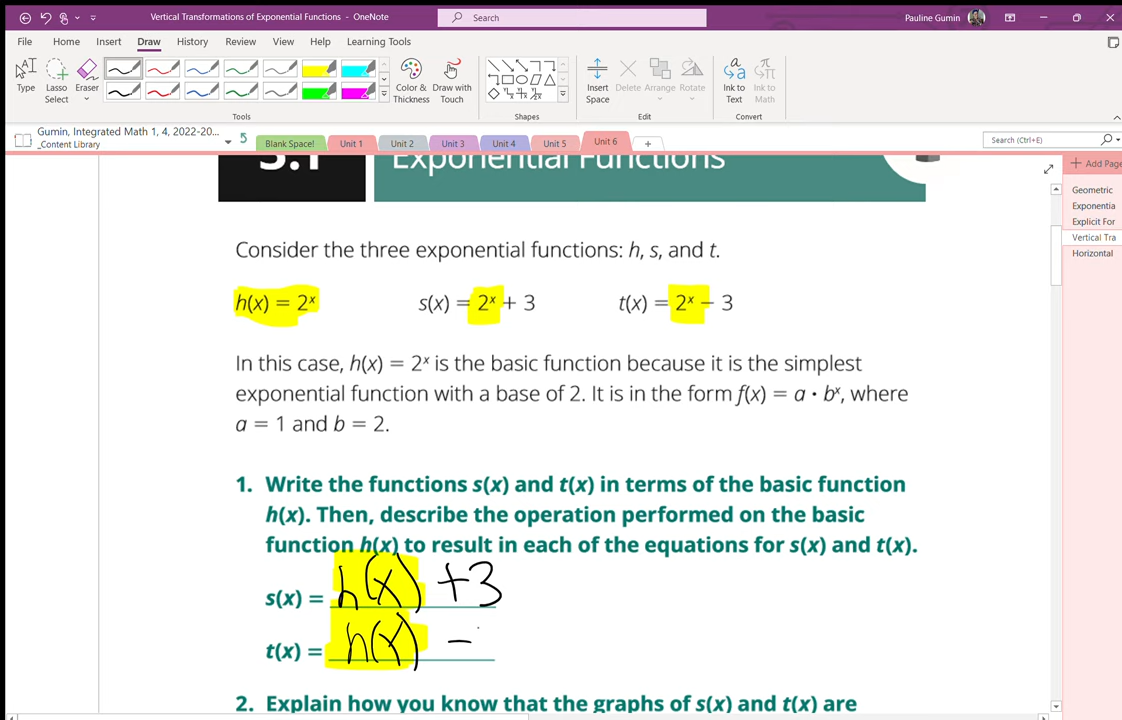 Vertical Transformations of Exponential Functions - OneNote
Search
Pauline Gumin
File Home Insert Draw History Review View Help Learning Tools
Type
Lasso Select
Eraser
Color & Thickness
Draw with Touch
Insert Space
Delete
Arrange
Rotate
Ink to Text
Ink to Math
Tools
Shapes
Edit
Convert
Gumin, Integrated Math 1, 4, 2022-20...
_Content Library
Blank Space! Unit 1 Unit 2 Unit 3 Unit 4 Unit 5 Unit 6 +
Search (Ctrl+E)
Add Page
Geometric
Exponentia
Explicit For
Vertical Tra
Horizontal
Exponential Functions
Consider the three exponential functions: h, s, and t.
h(x) = 2ˣ s(x) = 2ˣ + 3 t(x) = 2ˣ − 3
In this case, h(x) = 2ˣ is the basic function because it is the simplest
exponential function with a base of 2. It is in the form f(x) = a · bˣ, where
a = 1 and b = 2.
1. Write the functions s(x) and t(x) in terms of the basic function
h(x). Then, describe the operation performed on the basic
function h(x) to result in each of the equations for s(x) and t(x).
s(x) = h(x) +3
t(x) = h(x) −
2. Explain how you know that the graphs of s(x) and t(x) are